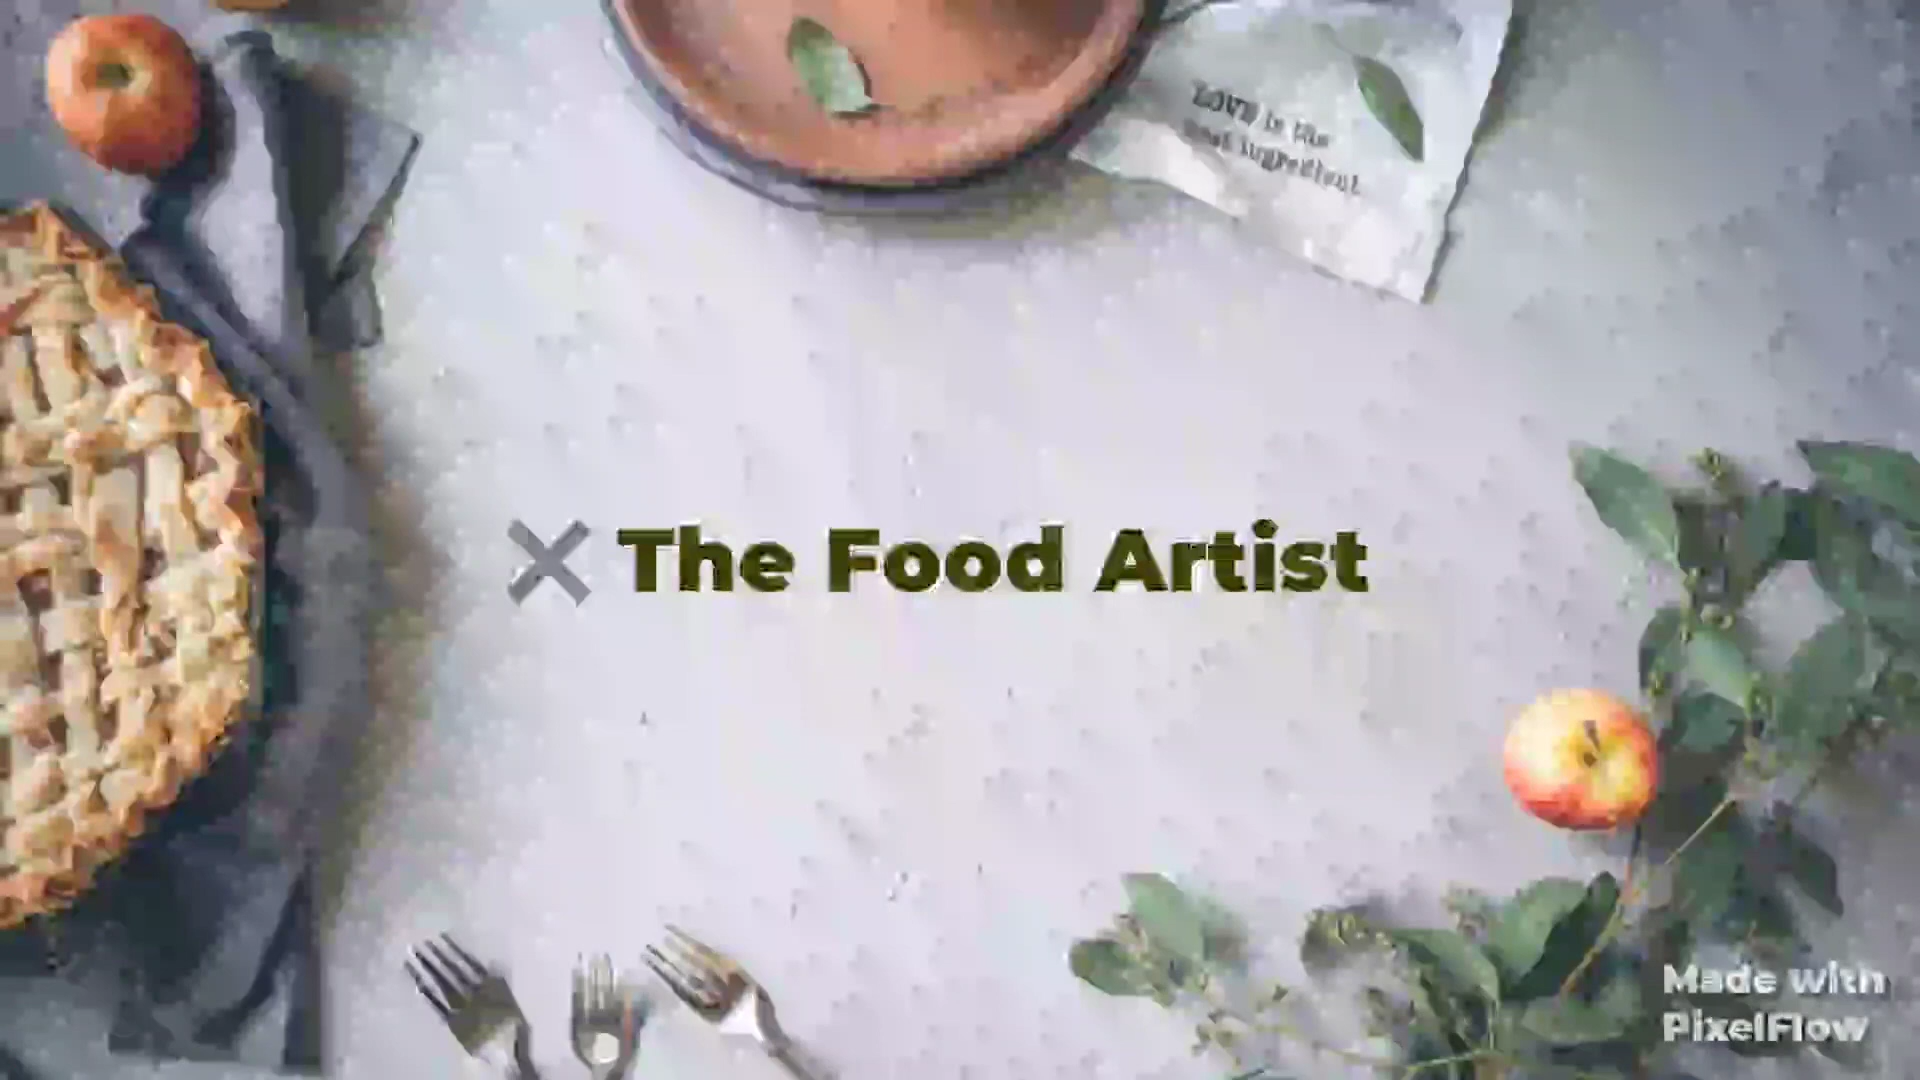 LOVE is the
best ingredient
The Food Artist
Made with
PixelFlow